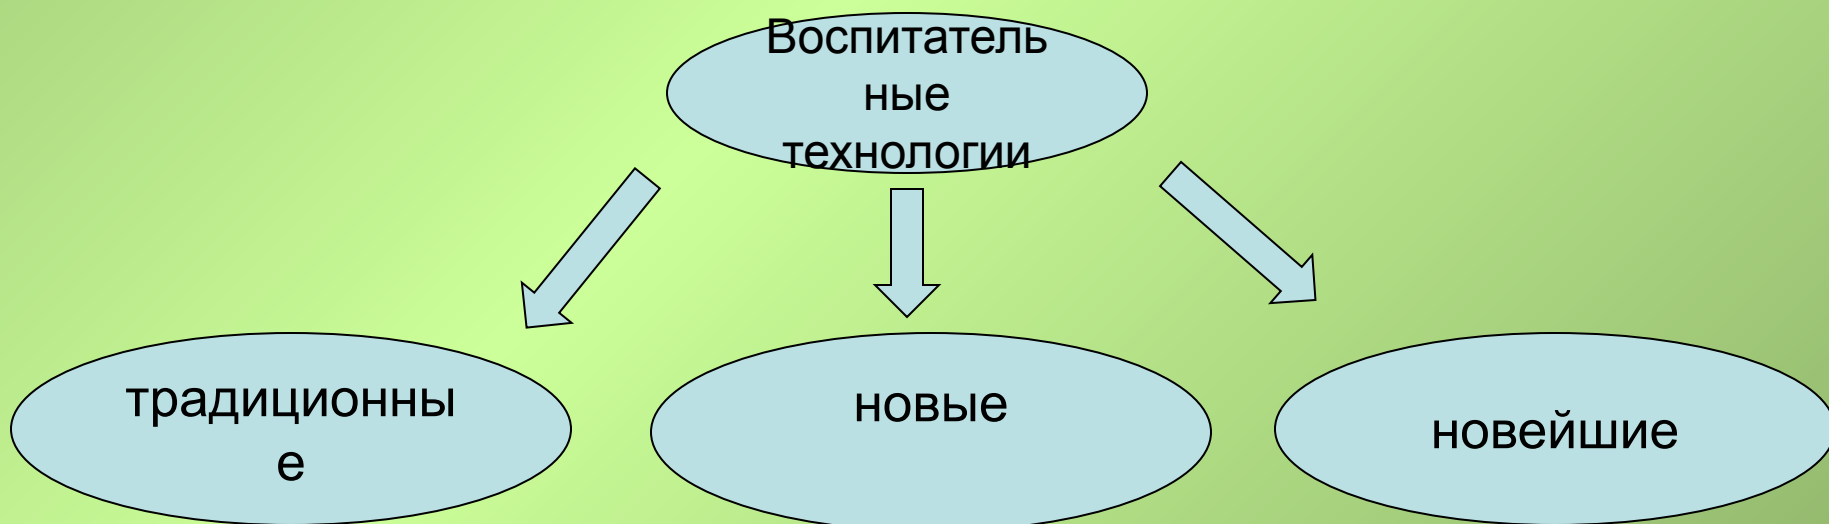 Воспитатель
ные
технологии
традиционны
е
новые
новейшие